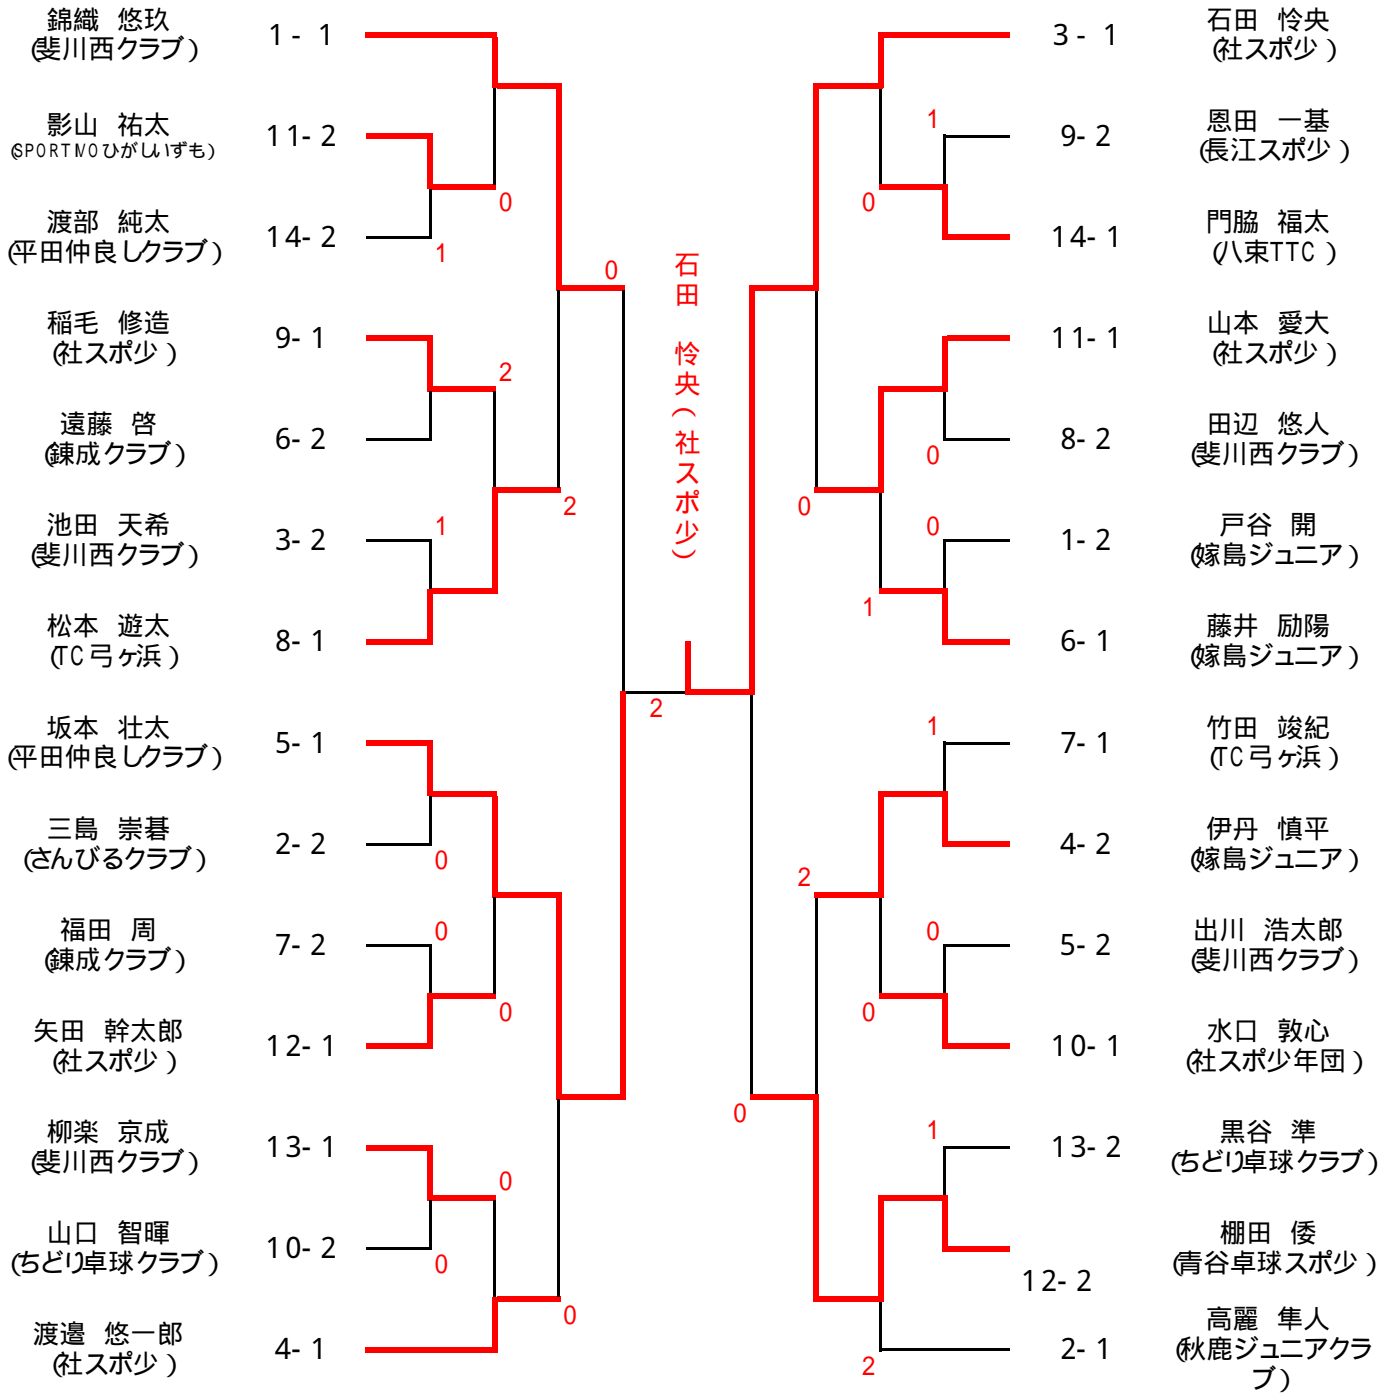 錦織 悠玖
(斐川西クラブ)
1-1
影山 祐太
(SPORTMOひがしいずも)
11-2
0
渡部 純太
(平田仲良しクラブ)
14-2
1
0
稲毛 修造
(社スポ少)
9-1
2
遠藤 啓
(錬成クラブ)
6-2
2
池田 天希
(斐川西クラブ)
3-2
1
松本 遊太
(TC弓ヶ浜)
8-1
2
坂本 壮太
(平田仲良しクラブ)
5-1
三島 崇碁
(さんびるクラブ)
2-2
0
福田 周
(錬成クラブ)
7-2
0
0
矢田 幹太郎
(社スポ少)
12-1
柳楽 京成
(斐川西クラブ)
13-1
0
山口 智暉
(ちどり卓球クラブ)
10-2
0
0
渡邉 悠一郎
(社スポ少)
4-1
石田 怜央(社スポ少)
3-1
石田 怜央
(社スポ少)
1
9-2
恩田 一基
(長江スポ少)
0
14-1
門脇 福太
(八束TTC)
11-1
山本 愛大
(社スポ少)
0
8-2
田辺 悠人
(斐川西クラブ)
0
0
1-2
戸谷 開
(嫁島ジュニア)
1
6-1
藤井 励陽
(嫁島ジュニア)
1
7-1
竹田 竣紀
(TC弓ヶ浜)
2
4-2
伊丹 慎平
(嫁島ジュニア)
0
5-2
出川 浩太郎
(斐川西クラブ)
0
10-1
水口 敦心
(社スポ少年団)
0
1
13-2
黒谷 準
(ちどり卓球クラブ)
12-2
棚田 倭
(青谷卓球スポ少)
2
2-1
高麗 隼人
(秋鹿ジュニアクラ
ブ)